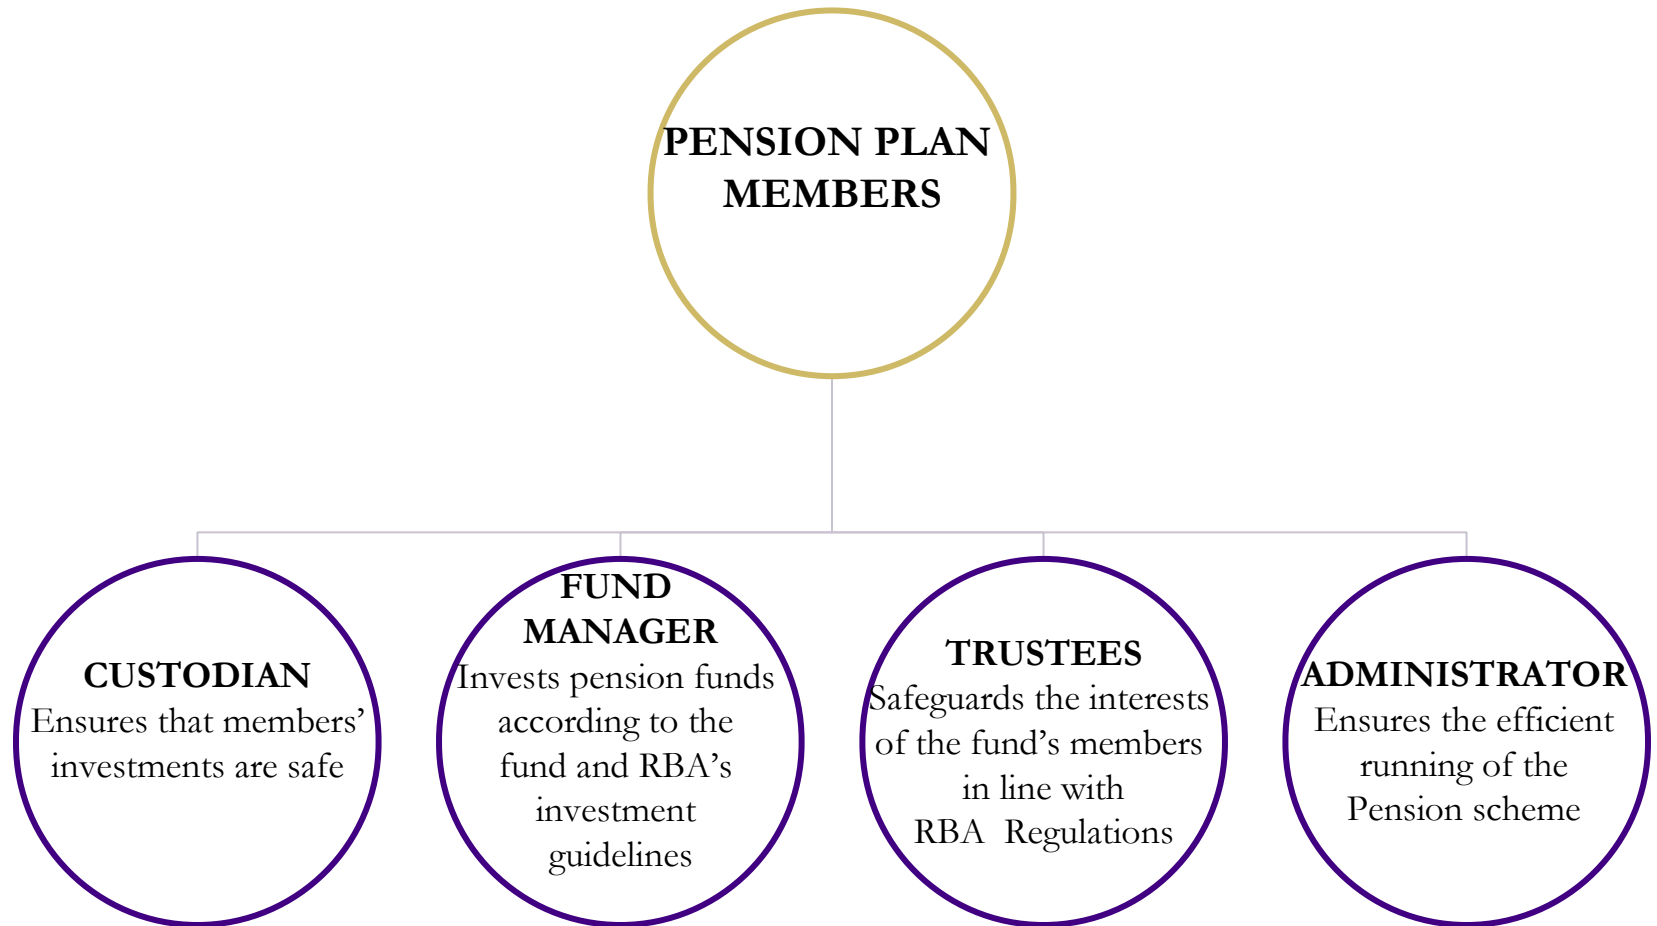 PENSION PLAN
MEMBERS
CUSTODIAN
Ensures that members’
investments are safe
FUND
MANAGER
Invests pension funds
according to the
fund and RBA’s
investment
guidelines
TRUSTEES
Safeguards the interests
of the fund’s members
in line with
RBA  Regulations
ADMINISTRATOR
Ensures the efficient
running of the
Pension scheme